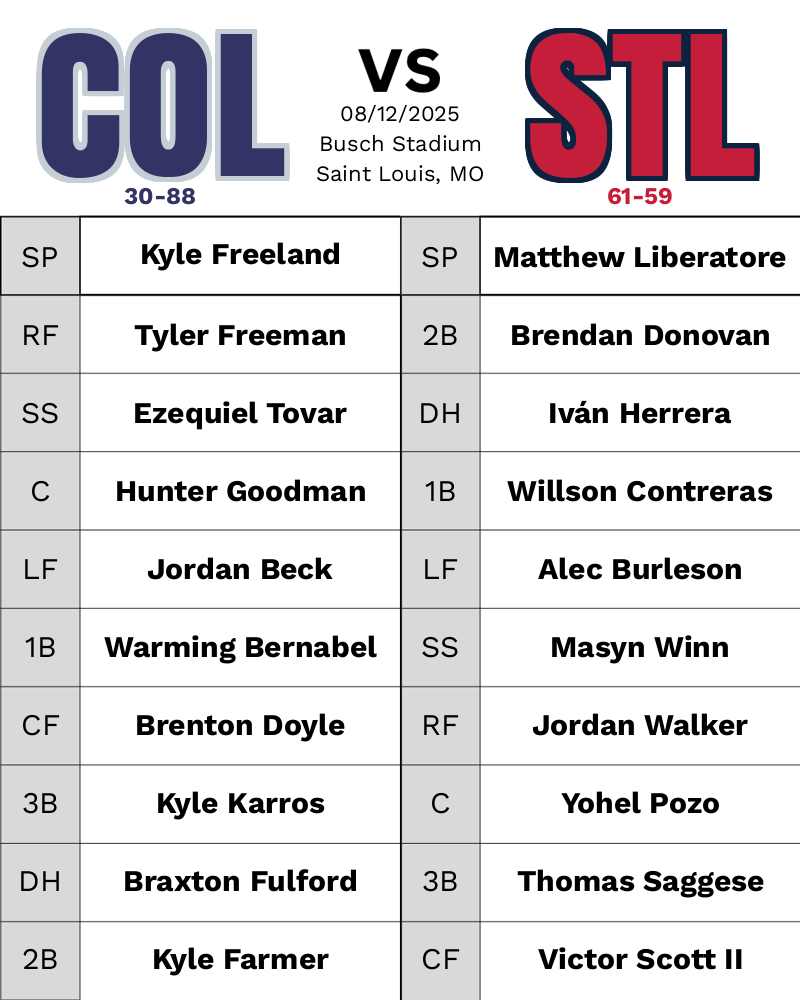 COL
VS
STL
08/12/2025
Busch Stadium
Saint Louis, MO
30-88
61-59
SP Kyle Freeland SP Matthew Liberatore
RF Tyler Freeman 2B Brendan Donovan
SS Ezequiel Tovar DH Iván Herrera
C Hunter Goodman 1B Willson Contreras
LF Jordan Beck LF Alec Burleson
1B Warming Bernabel SS Masyn Winn
CF Brenton Doyle RF Jordan Walker
3B Kyle Karros C Yohel Pozo
DH Braxton Fulford 3B Thomas Saggese
2B Kyle Farmer CF Victor Scott II